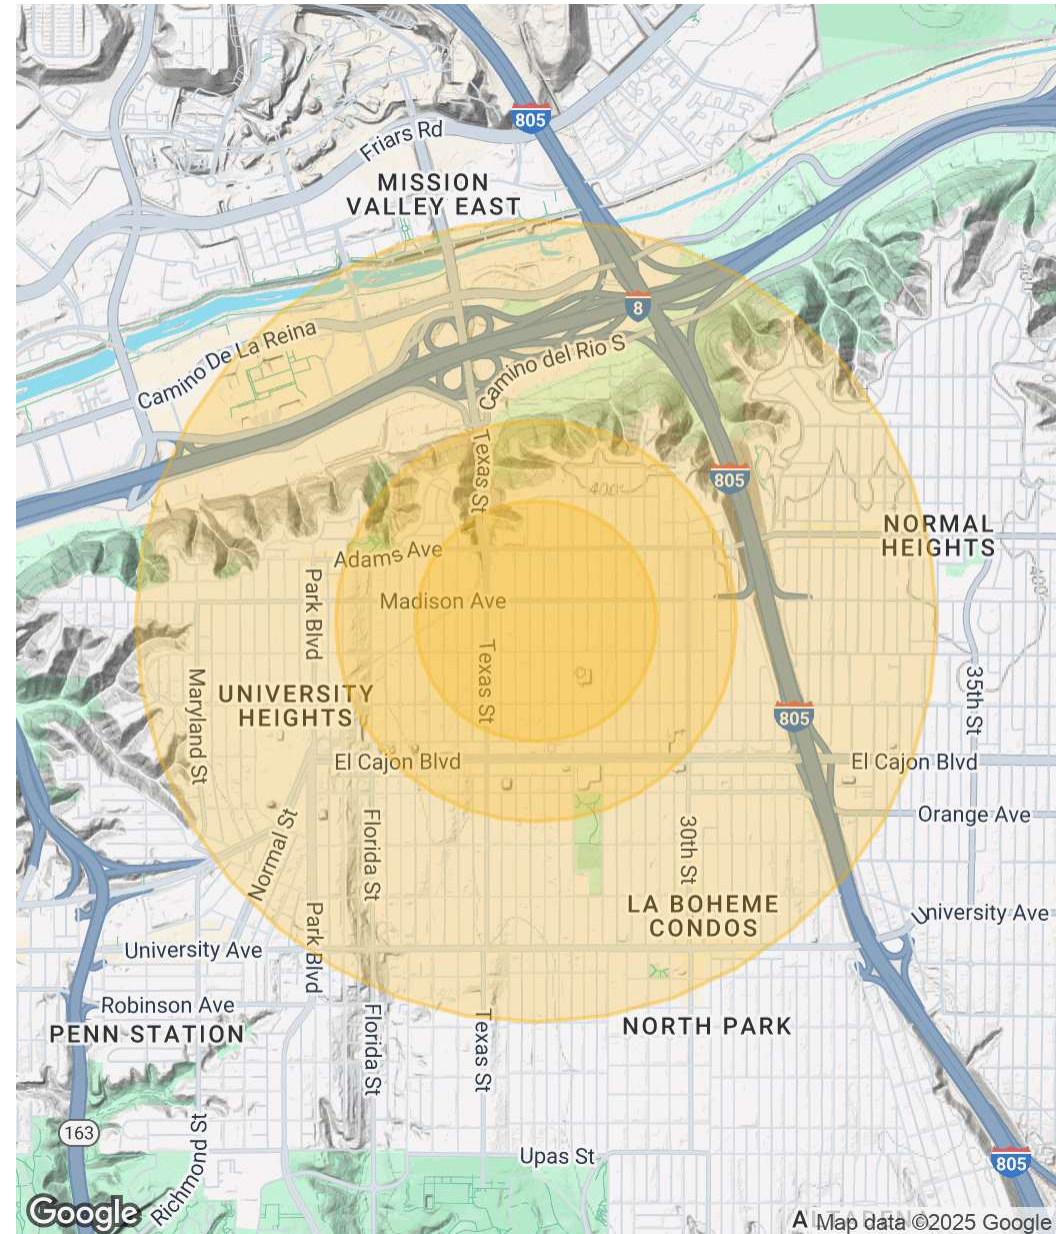 805
Friars Rd
MISSION
VALLEY EAST
8
Camino De La Reina
Camino del Rio S
Texas St
805
400'
NORMAL
HEIGHTS
Adams Ave
400'
Park Blvd
Madison Ave
Texas St
Maryland St
UNIVERSITY
HEIGHTS
35th St
805
El Cajon Blvd
El Cajon Blvd
Orange Ave
Normal St
Florida St
30th St
LA BOHEME
CONDOS
University Ave
Park Blvd
University Ave
Robinson Ave
PENN STATION
Florida St
Texas St
NORTH PARK
163
Richmond St
Upas St
805
Google
Map data ©2025 Google